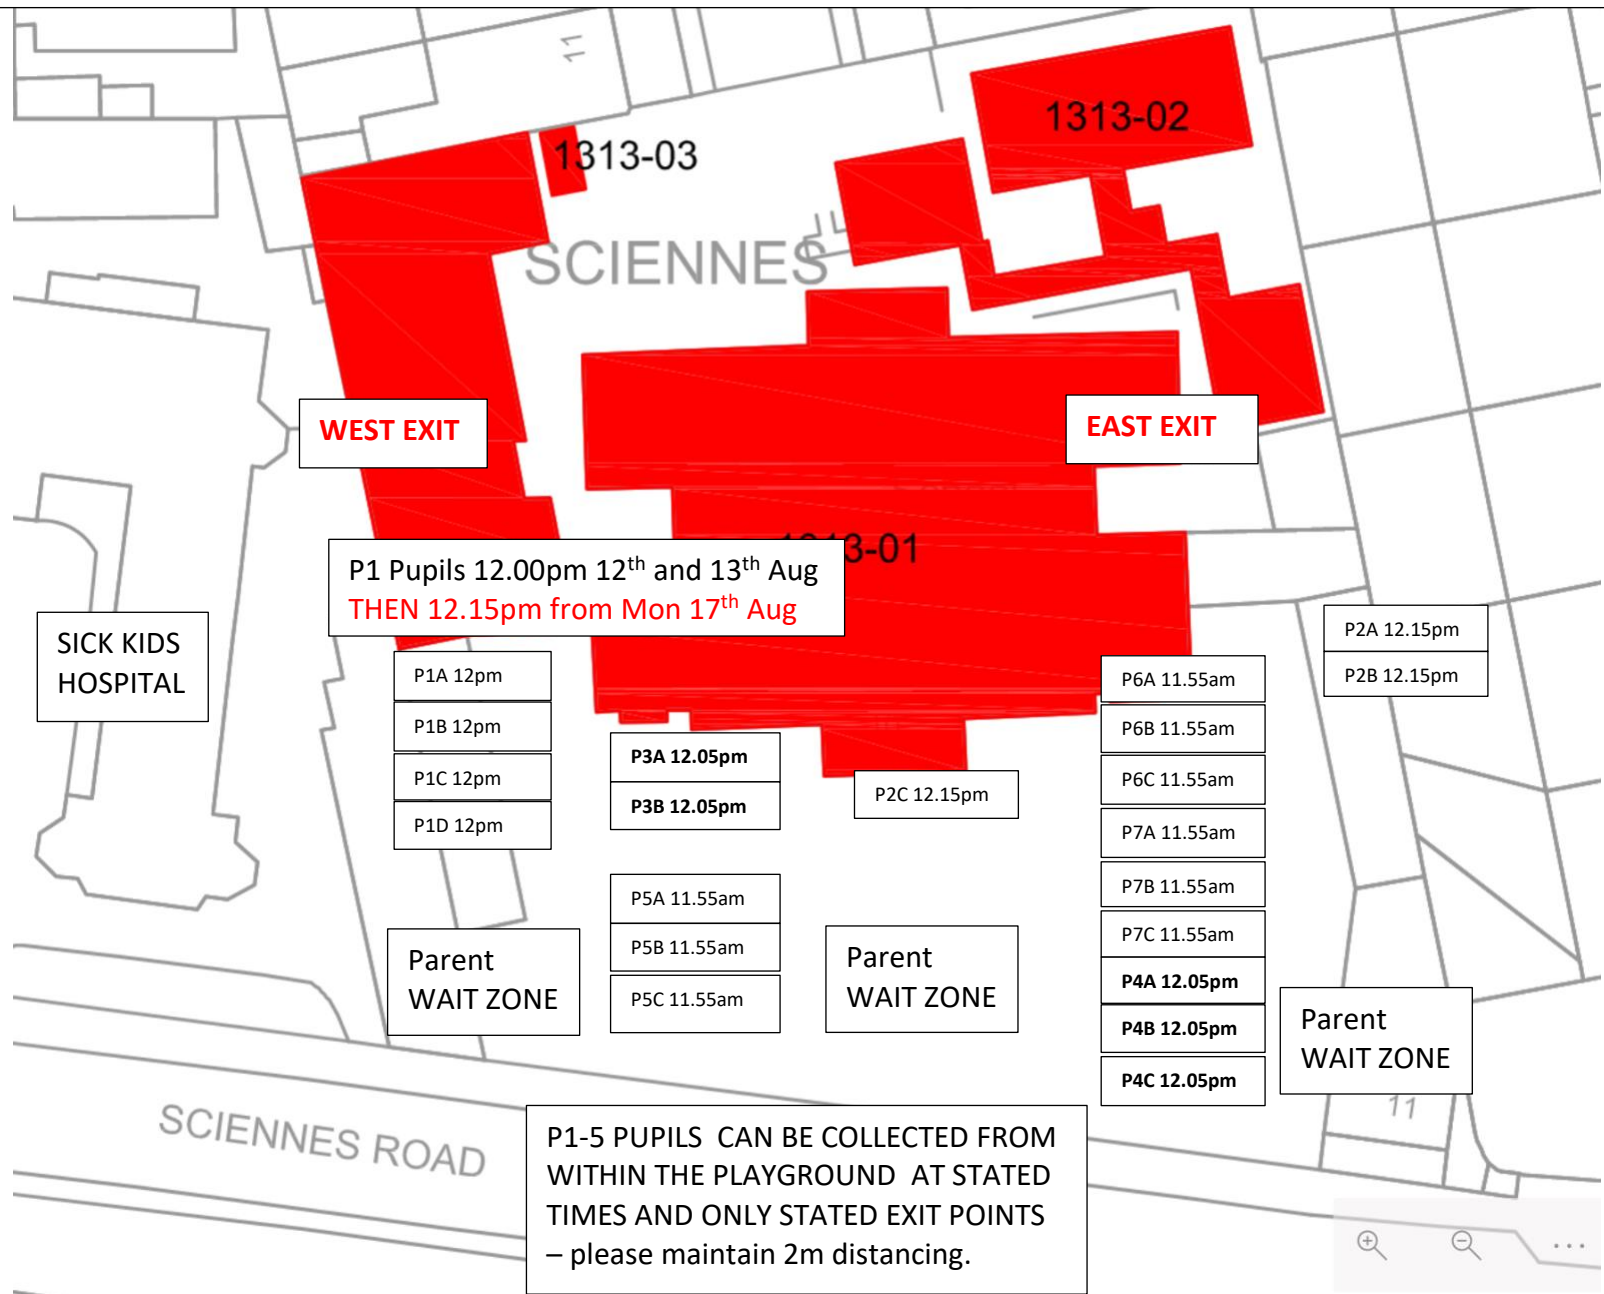 11
1313-02
1313-03
SCIENNES
WEST EXIT
EAST EXIT
1313-01
P1 Pupils 12.00pm 12th and 13th Aug
THEN 12.15pm from Mon 17th Aug
SICK KIDS
HOSPITAL
P2A 12.15pm
P2B 12.15pm
P1A 12pm
P1B 12pm
P1C 12pm
P1D 12pm
P3A 12.05pm
P3B 12.05pm
P2C 12.15pm
P6A 11.55am
P6B 11.55am
P6C 11.55am
P7A 11.55am
P7B 11.55am
P7C 11.55am
P4A 12.05pm
P4B 12.05pm
P4C 12.05pm
P5A 11.55am
P5B 11.55am
P5C 11.55am
Parent
WAIT ZONE
Parent
WAIT ZONE
Parent
WAIT ZONE
11
SCIENNES ROAD
P1-5 PUPILS CAN BE COLLECTED FROM
WITHIN THE PLAYGROUND AT STATED
TIMES AND ONLY STATED EXIT POINTS
– please maintain 2m distancing.